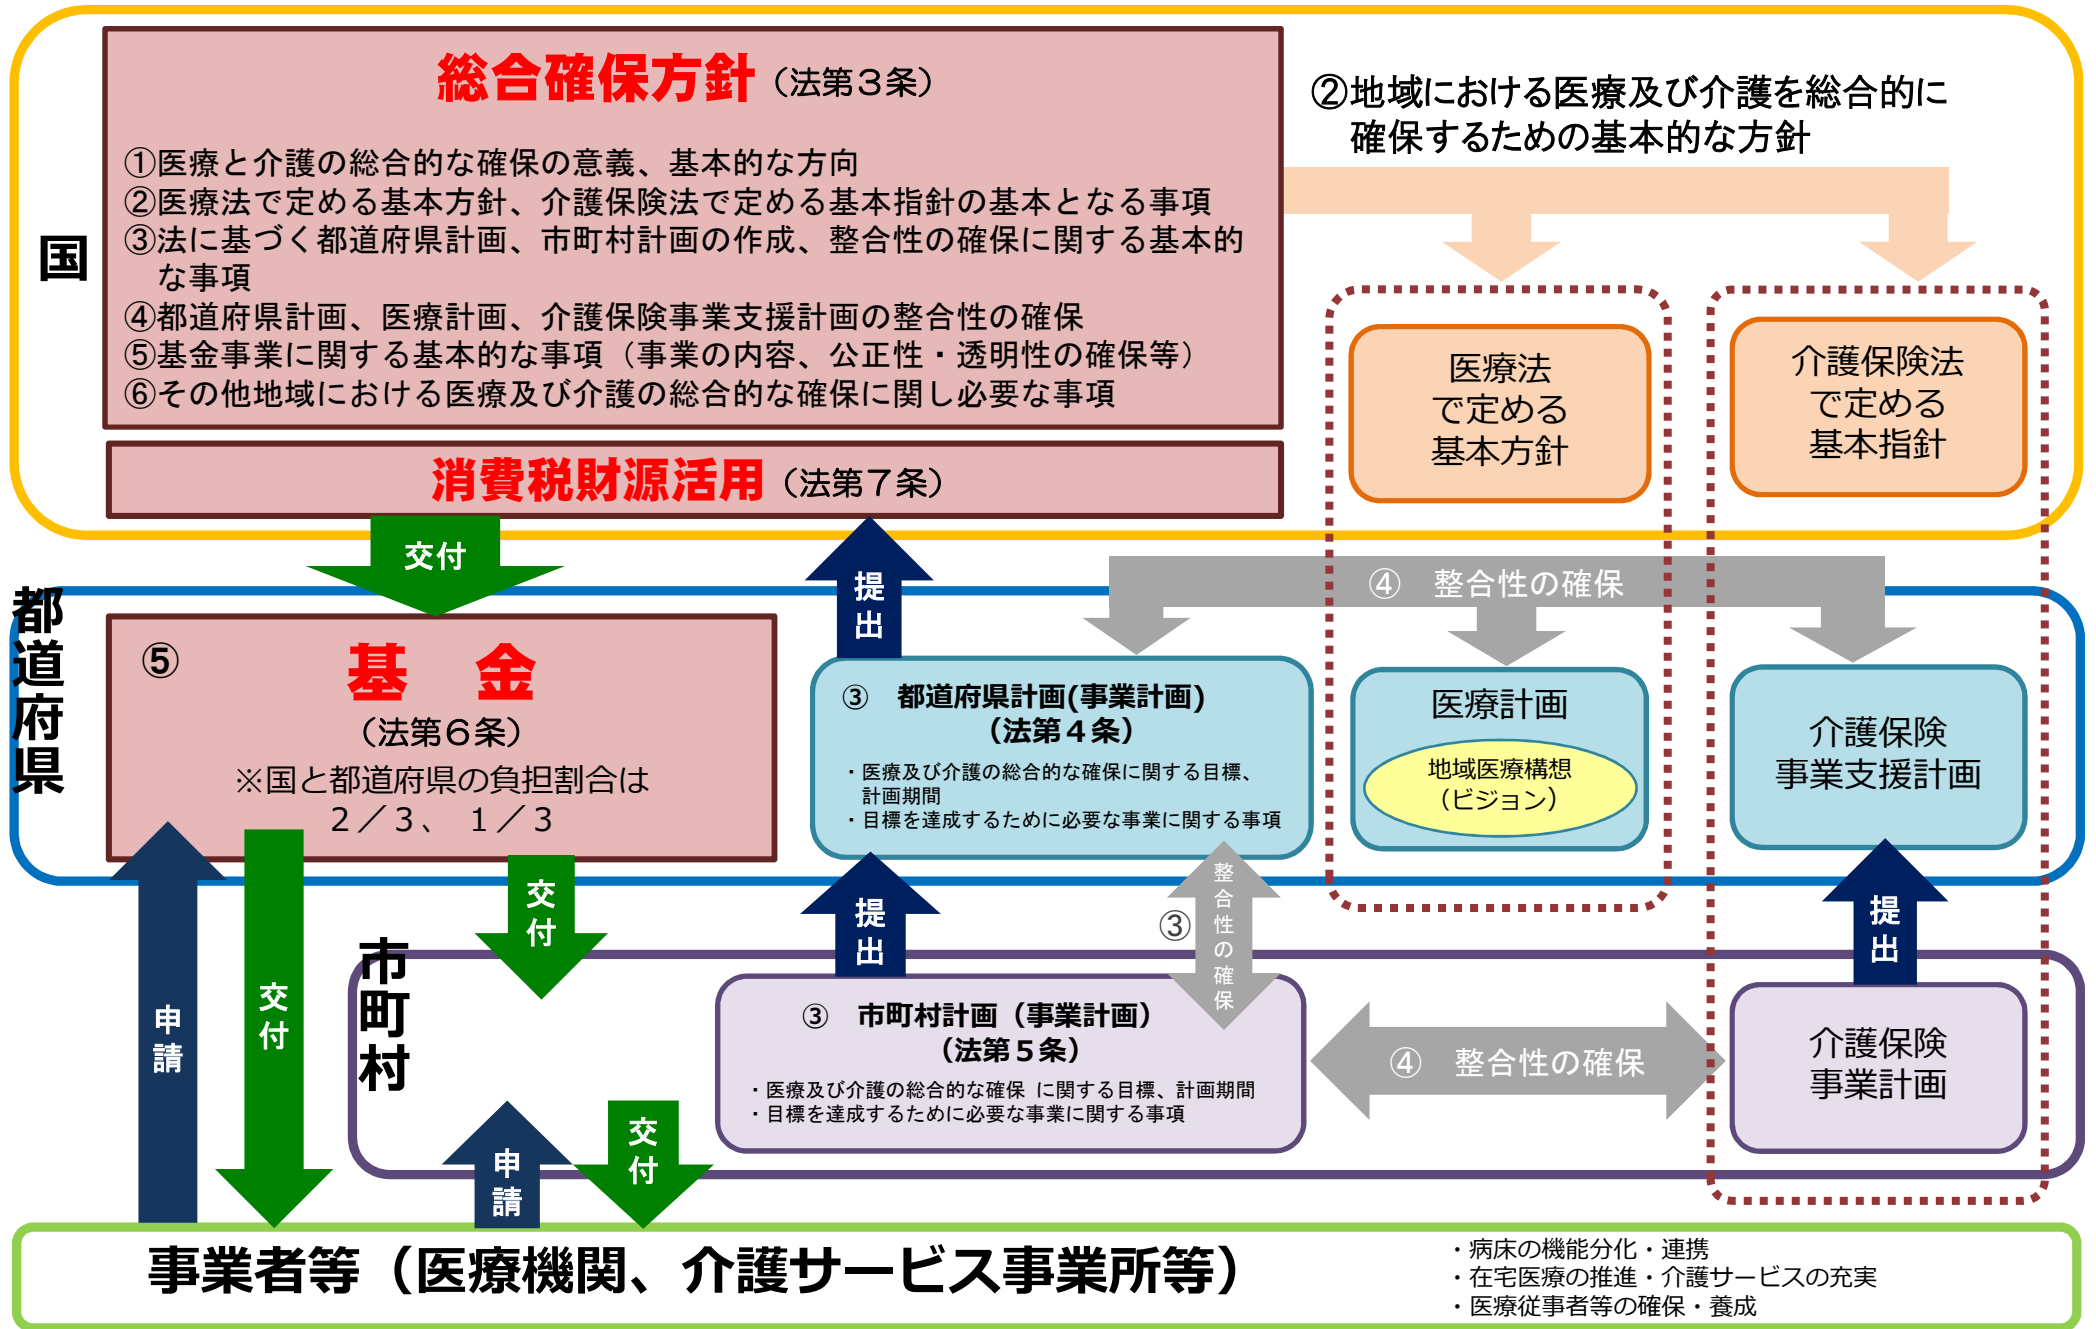 国
総合確保方針（法第３条）
①医療と介護の総合的な確保の意義、基本的な方向
②医療法で定める基本方針、介護保険法で定める基本指針の基本となる事項
③法に基づく都道府県計画、市町村計画の作成、整合性の確保に関する基本的
な事項
④都道府県計画、医療計画、介護保険事業支援計画の整合性の確保
⑤基金事業に関する基本的な事項（事業の内容、公正性・透明性の確保等）
⑥その他地域における医療及び介護の総合的な確保に関し必要な事項
②地域における医療及び介護を総合的に
確保するための基本的な方針
医療法
で定める
基本方針
介護保険法
で定める
基本指針
消費税財源活用（法第７条）
交付
提出
④　整合性の確保
都道府県
⑤　基　金
（法第６条）
※国と都道府県の負担割合は
２／３、１／３
③　都道府県計画(事業計画)
（法第４条）
・医療及び介護の総合的な確保に関する目標、
計画期間
・目標を達成するために必要な事業に関する事項
医療計画
地域医療構想
（ビジョン）
介護保険
事業支援計画
申請
交付
交付
提出
③
整合性の確保
提出
市町村
③　市町村計画（事業計画）
（法第５条）
・医療及び介護の総合的な確保 に関する目標、計画期間
・目標を達成するために必要な事業に関する事項
④　整合性の確保
介護保険
事業計画
申請
交付
事業者等（医療機関、介護サービス事業所等）
・病床の機能分化・連携
・在宅医療の推進・介護サービスの充実
・医療従事者等の確保・養成